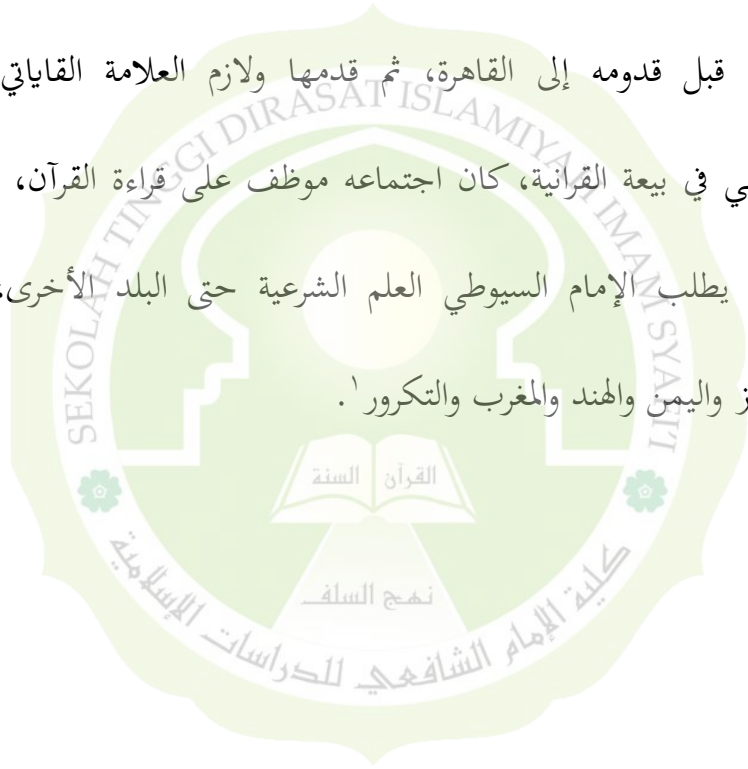 قبل قدومه إلى القاهرة، ثم قدمها ولازم العلامة القاياتي
ي في بيعة القرانية، كان اجتماعه موظف على قراءة القرآن،
يطلب الإمام السيوطي العلم الشرعية حتى البلد الأخرى،
ز واليمن والهند والمغرب والتكرور١.
SEKOLAH TINGGI DIRASAT ISLAMIYAH IMAM SYAFI'I
القرآن السنة
نهج السلف
كلية الإمام الشافعي للدراسات الإسلامية